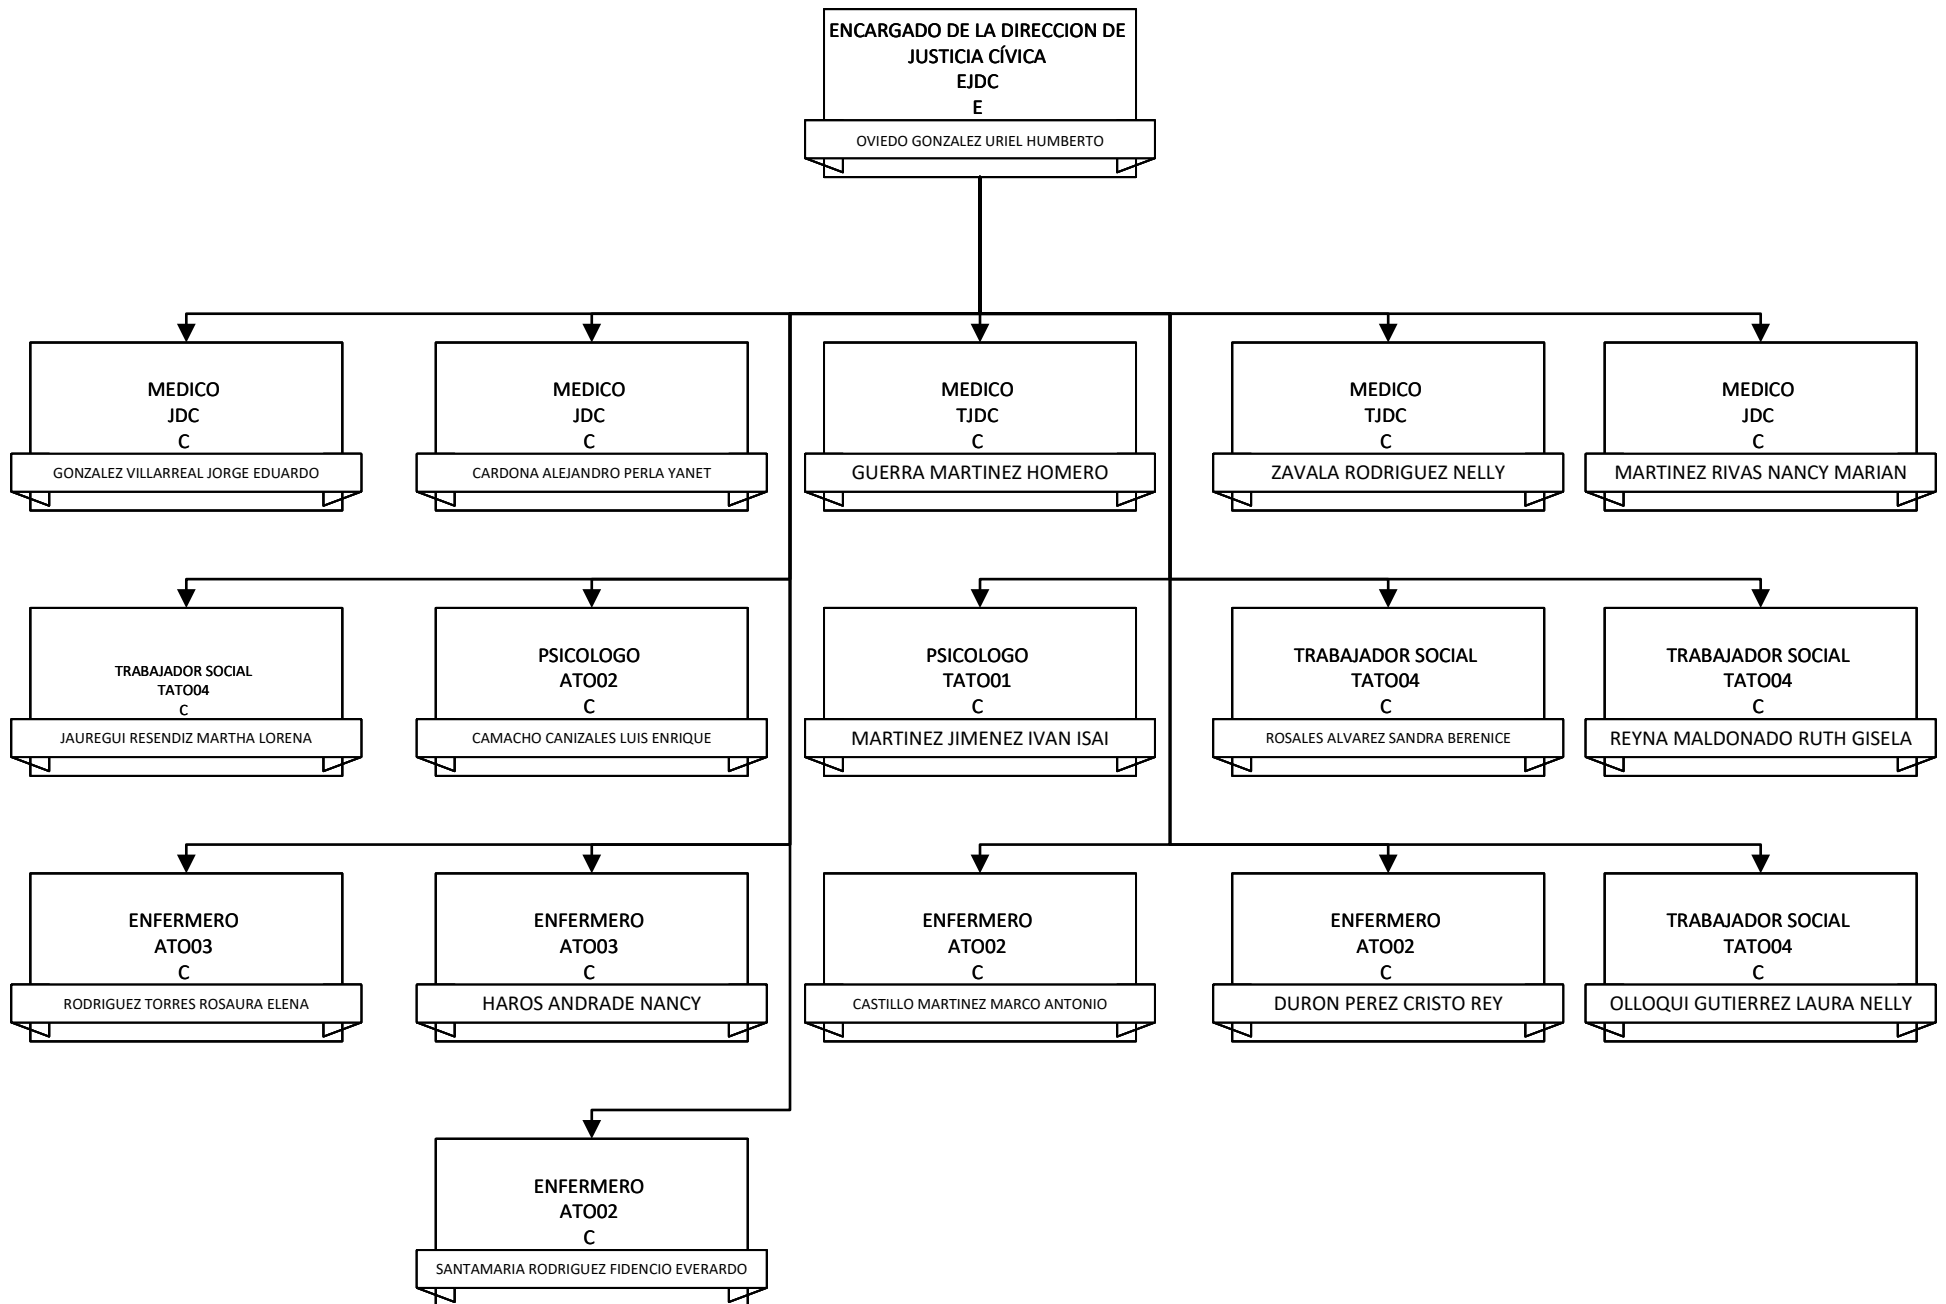 ENCARGADO DE LA DIRECCION DE
JUSTICIA CÍVICA
EJDC
E
OVIEDO GONZALEZ URIEL HUMBERTO
MEDICO
JDC
C
GONZALEZ VILLARREAL JORGE EDUARDO
MEDICO
JDC
C
CARDONA ALEJANDRO PERLA YANET
MEDICO
TJDC
C
GUERRA MARTINEZ HOMERO
MEDICO
TJDC
C
ZAVALA RODRIGUEZ NELLY
MEDICO
JDC
C
MARTINEZ RIVAS NANCY MARIAN
TRABAJADOR SOCIAL
TATO04
C
JAUREGUI RESENDIZ MARTHA LORENA
PSICOLOGO
ATO02
C
CAMACHO CANIZALES LUIS ENRIQUE
PSICOLOGO
TATO01
C
MARTINEZ JIMENEZ IVAN ISAI
TRABAJADOR SOCIAL
TATO04
C
ROSALES ALVAREZ SANDRA BERENICE
TRABAJADOR SOCIAL
TATO04
C
REYNA MALDONADO RUTH GISELA
ENFERMERO
ATO03
C
RODRIGUEZ TORRES ROSAURA ELENA
ENFERMERO
ATO03
C
HAROS ANDRADE NANCY
ENFERMERO
ATO02
C
CASTILLO MARTINEZ MARCO ANTONIO
ENFERMERO
ATO02
C
DURON PEREZ CRISTO REY
TRABAJADOR SOCIAL
TATO04
C
OLLOQUI GUTIERREZ LAURA NELLY
ENFERMERO
ATO02
C
SANTAMARIA RODRIGUEZ FIDENCIO EVERARDO